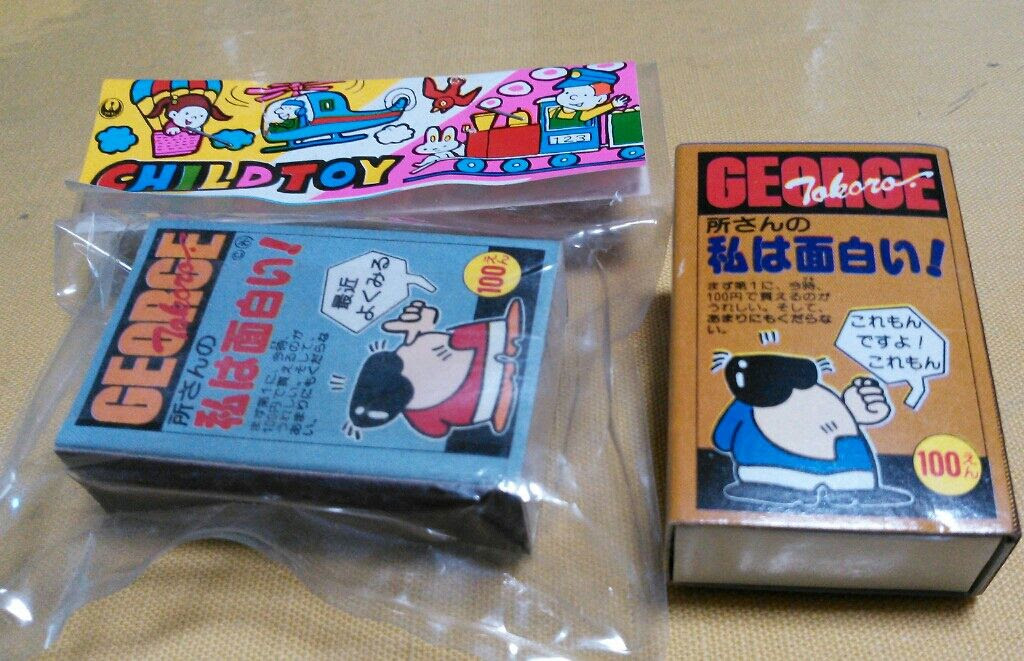 CHILD TOY
123
GEORGE
Tokoro.
所さんの
私は面白い!
まず第1に、今時、
100円で買えるのが
うれしい。そして、
あまりにもくだらな
い。
最近
よくみる
100えん
GEORGE
Tokoro.
所さんの
私は面白い!
まず第1に、今時、
100円で買えるのが
うれしい。そして、
あまりにもくだらな
い。
これもん
ですよ!
これもん
100えん